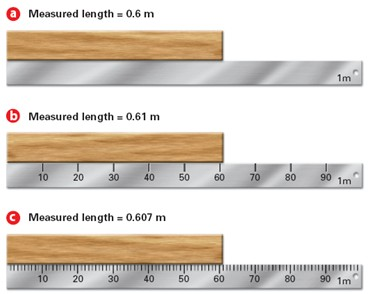 a Measured length = 0.6 m
1m
b Measured length = 0.61 m
10 20 30 40 50 60 70 80 90 1m
c Measured length = 0.607 m
10 20 30 40 50 60 70 80 90 1m